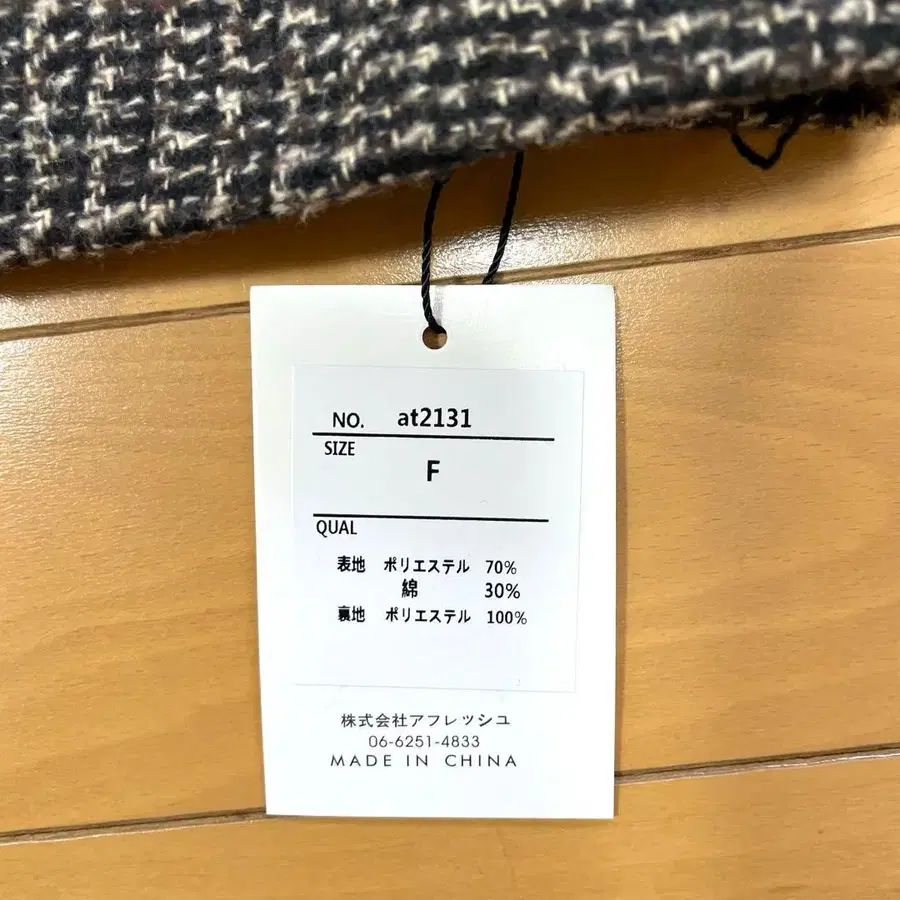 NO. at2131
SIZE
F
QUAL
表地 ポリエステル 70%
綿 30%
裏地 ポリエステル 100%
株式会社アフレッシユ
06-6251-4833
MADE IN CHINA